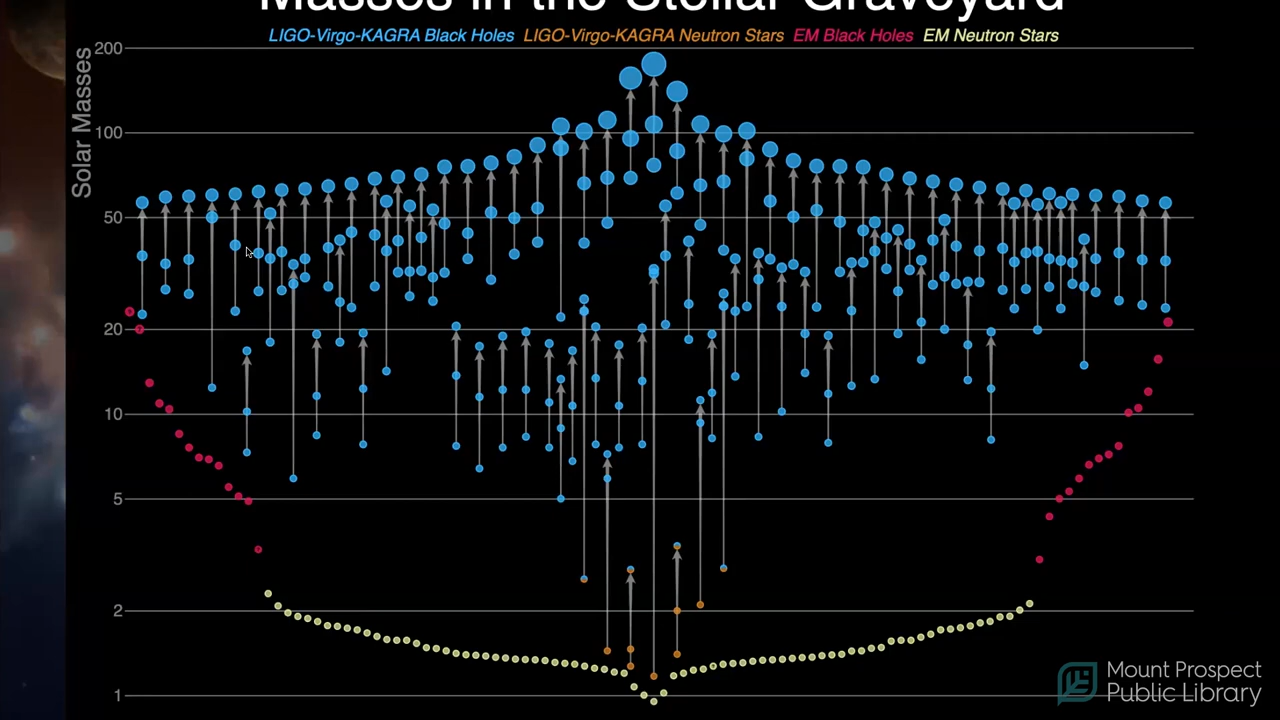 Masses in the Stellar Graveyard
LIGO-Virgo-KAGRA Black Holes LIGO-Virgo-KAGRA Neutron Stars EM Black Holes EM Neutron Stars
Solar Masses
200
100
50
20
10
5
2
1
Mount Prospect
Public Library